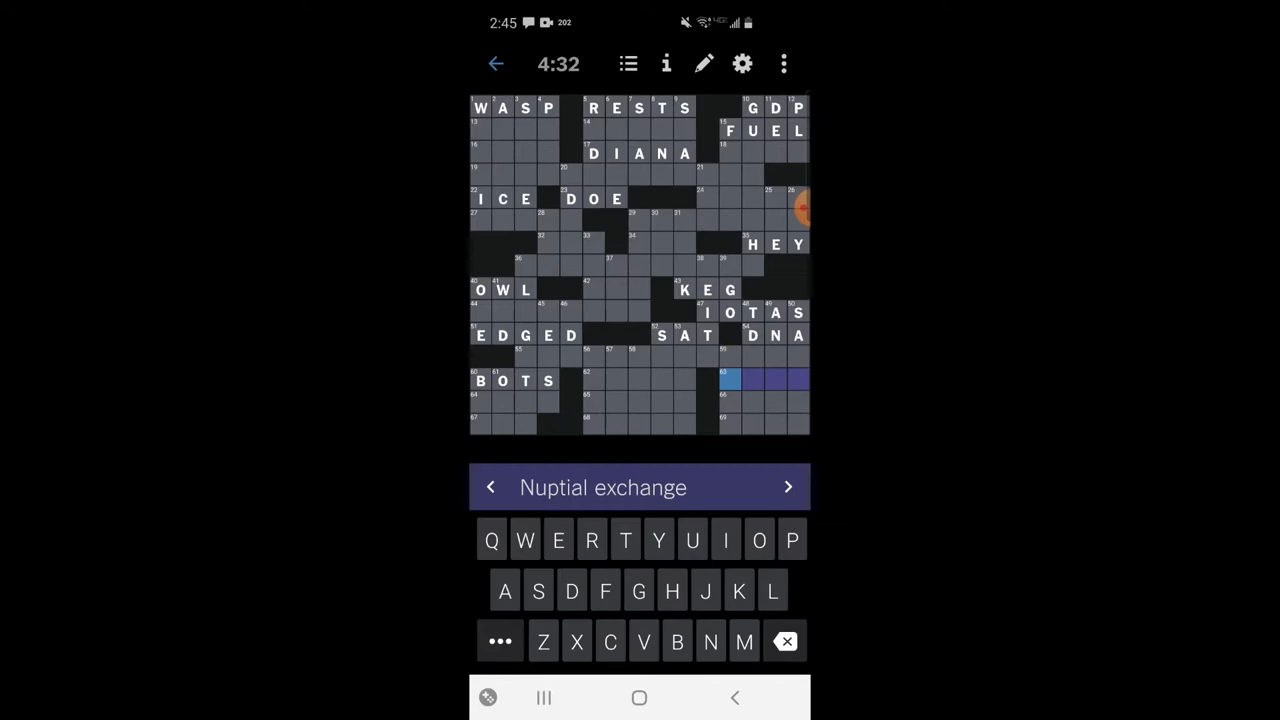 2:45 202
4:32
WASP RESTS GDP
FUEL
DIANA
ICE DOE
HEY
OWL KEG
IOTAS
EDGED SAT DNA
BOTS
Nuptial exchange
Q W E R T Y U I O P
A S D F G H J K L
Z X C V B N M